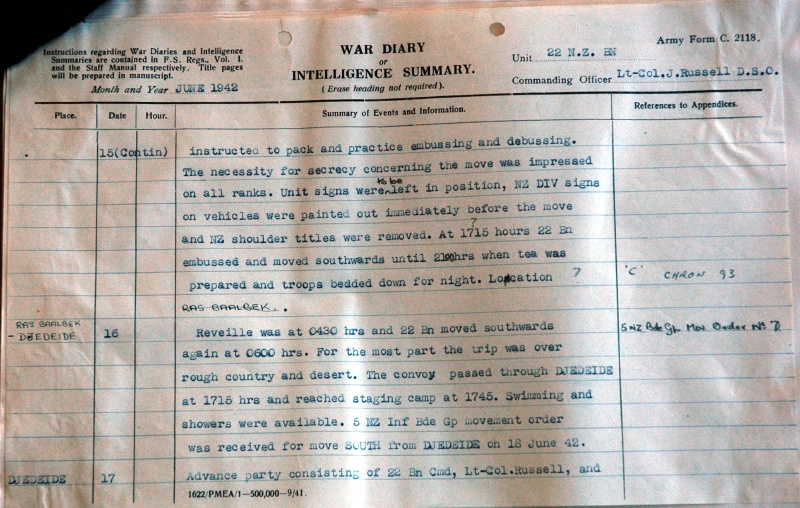 Instructions regarding War Diaries and Intelligence
Summaries are contained in F.S. Regs., Vol. I.
and the Staff Manual respectively. Title pages
will be prepared in manuscript.
Month and Year JUNE 1942
WAR DIARY
OR
INTELLIGENCE SUMMARY.
(Erase heading not required).
Army Form C. 2118.
Unit 22 N.Z. BN
Commanding Officer Lt-Col.J.Russell D.S.O.
Place. Date Hour. Summary of Events and Information. References to Appendices.
15(Contin) instructed to pack and practice embussing and debussing.
The necessity for secrecy concerning the move was impressed
on all ranks. Unit signs were to be left in position, NZ DIV signs
on vehicles were painted out immediately before the move
and NZ shoulder titles were removed. At 1715 hours 22 Bn
?
embussed and moved southwards until hrs when tea was
prepared and troops bedded down for night. Location ? 'C' CHRON 93
RAS BAALBEK.
RAS BAALBEK
- DJEDEIDE 16 Reveille was at 0430 hrs and 22 Bn moved southwards 5 NZ Bde Gp Mov Order No
again at 0600 hrs. For the most part the trip was over
rough country and desert. The convoy passed through DJEDEIDE
at 1715 hrs and reached staging camp at 1745. Swimming and
showers were available. 5 NZ Inf Bde Gp movement order
was received for move SOUTH from DJEDEIDE on 18 June 42.
DJEDEIDE 17 Advance party consisting of 22 Bn Cmd, Lt-Col.Russell, and
1622/PMEA/1—500,000—9/41.